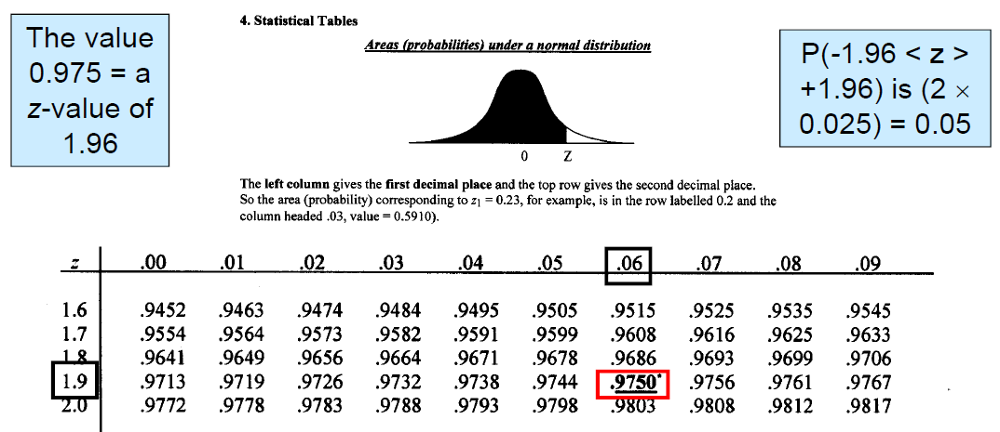 The value
0.975 = a
z-value of
1.96
4. Statistical Tables
Areas (probabilities) under a normal distribution
P(-1.96 < z >
+1.96) is (2 ×
0.025) = 0.05
0 Z
The left column gives the first decimal place and the top row gives the second decimal place.
So the area (probability) corresponding to z₁ = 0.23, for example, is in the row labelled 0.2 and the
column headed .03, value = 0.5910).
z .00 .01 .02 .03 .04 .05 .06 .07 .08 .09
1.6 .9452 .9463 .9474 .9484 .9495 .9505 .9515 .9525 .9535 .9545
1.7 .9554 .9564 .9573 .9582 .9591 .9599 .9608 .9616 .9625 .9633
1.8 .9641 .9649 .9656 .9664 .9671 .9678 .9686 .9693 .9699 .9706
1.9 .9713 .9719 .9726 .9732 .9738 .9744 .9750* .9756 .9761 .9767
2.0 .9772 .9778 .9783 .9788 .9793 .9798 .9803 .9808 .9812 .9817